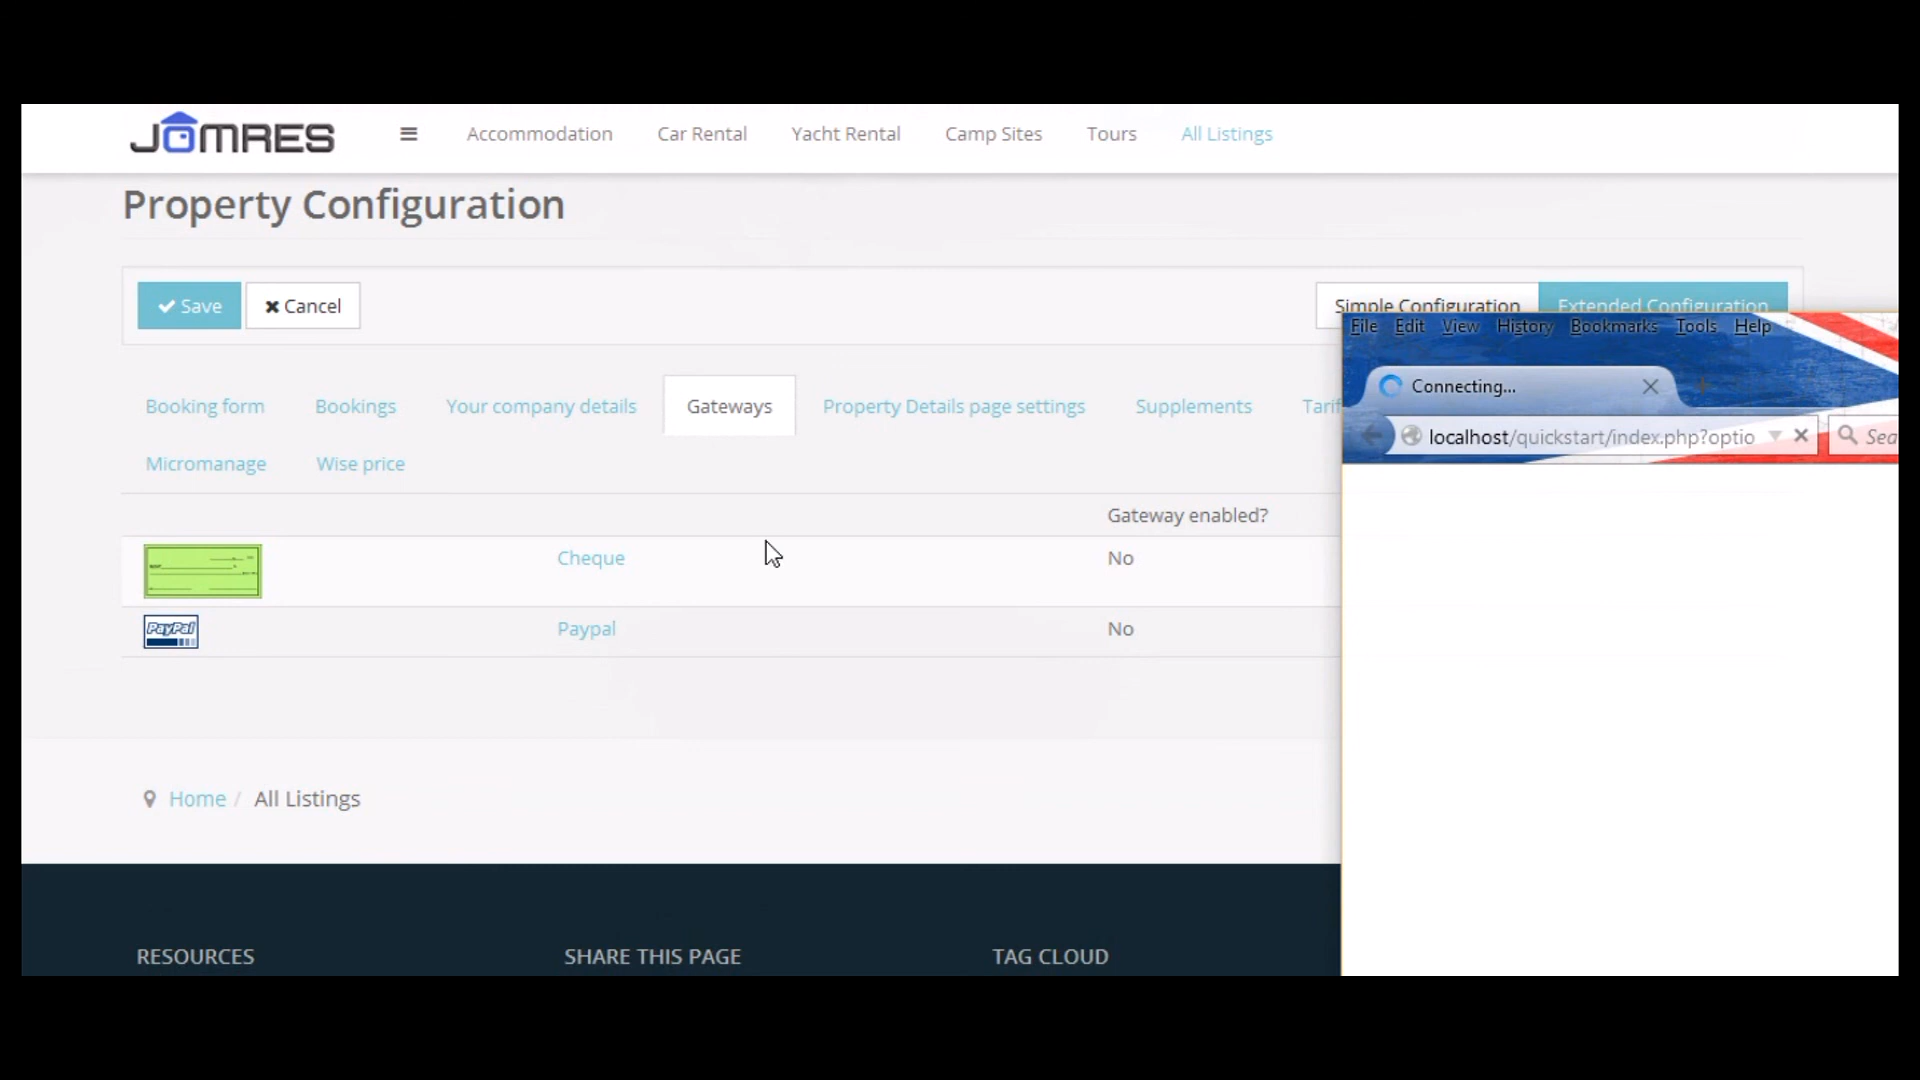 JOMRES
Accommodation Car Rental Yacht Rental Camp Sites Tours All Listings
Property Configuration
Save Cancel
Simple Configuration Extended Configuration
File Edit View History Bookmarks Tools Help
Connecting...
localhost/quickstart/index.php?optio
Sea
Booking form Bookings Your company details Gateways Property Details page settings Supplements Tarif
Micromanage Wise price
Gateway enabled?
Cheque No
PayPal
Paypal No
Home / All Listings
RESOURCES SHARE THIS PAGE TAG CLOUD